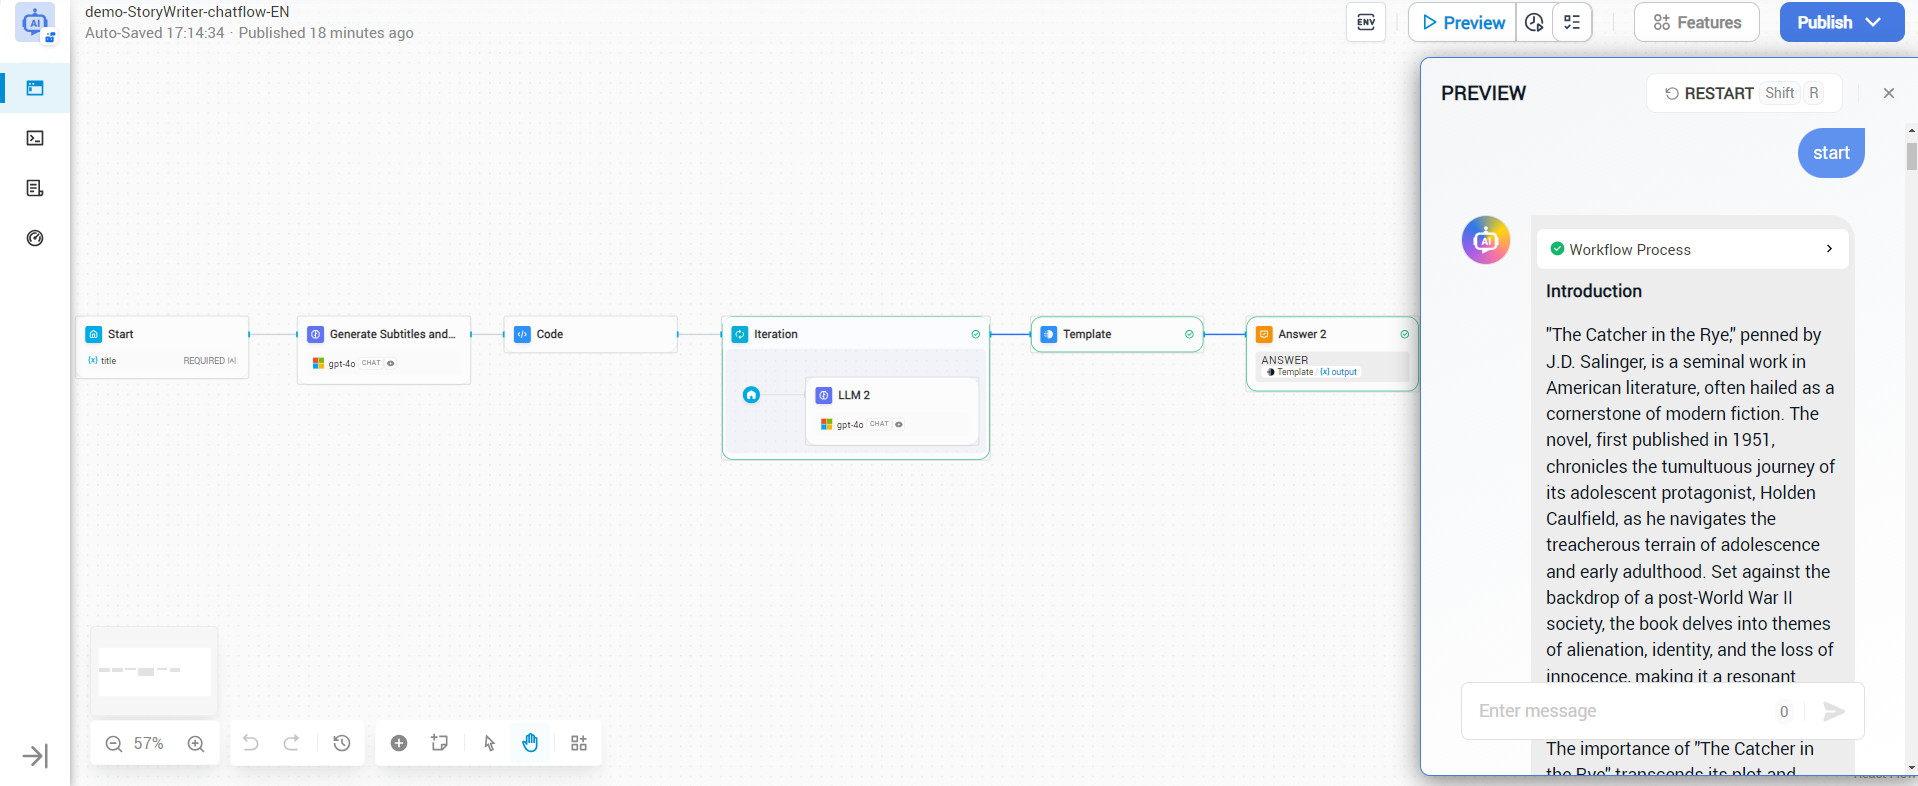 demo-StoryWriter-chatflow-EN
Auto-Saved 17:14:34 · Published 18 minutes ago
ENV
Preview
Features
Publish
PREVIEW
RESTART Shift R
start
Workflow Process
Introduction
"The Catcher in the Rye," penned by
J.D. Salinger, is a seminal work in
American literature, often hailed as a
cornerstone of modern fiction. The
novel, first published in 1951,
chronicles the tumultuous journey of
its adolescent protagonist, Holden
Caulfield, as he navigates the
treacherous terrain of adolescence
and early adulthood. Set against the
backdrop of a post-World War II
society, the book delves into themes
of alienation, identity, and the loss of
innocence, making it a resonant
Enter message 0
The importance of "The Catcher in
the Rye" transcends its plot and
Start
{x} title REQUIRED
Generate Subtitles and...
gpt-4o CHAT
Code
Iteration
LLM 2
gpt-4o CHAT
Template
Answer 2
ANSWER
Template / {x} output
57%
React Flow